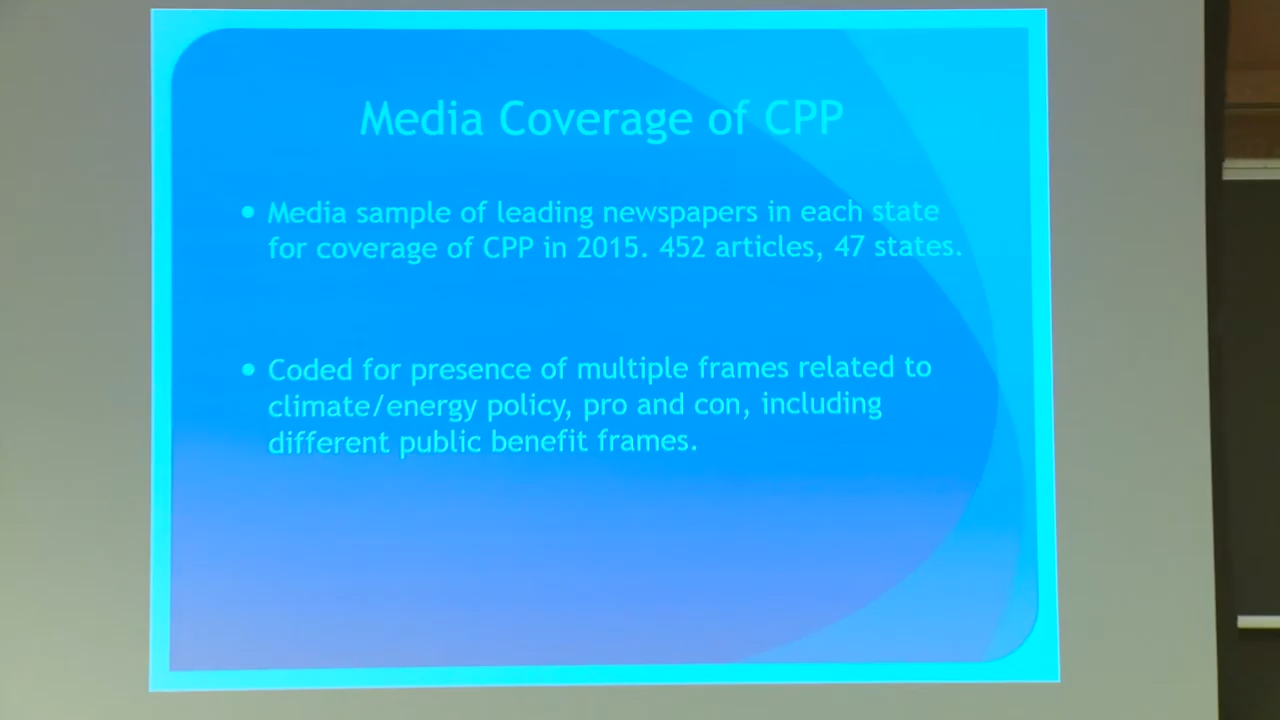 Media Coverage of CPP
• Media sample of leading newspapers in each state
for coverage of CPP in 2015. 452 articles, 47 states.
• Coded for presence of multiple frames related to
climate/energy policy, pro and con, including
different public benefit frames.